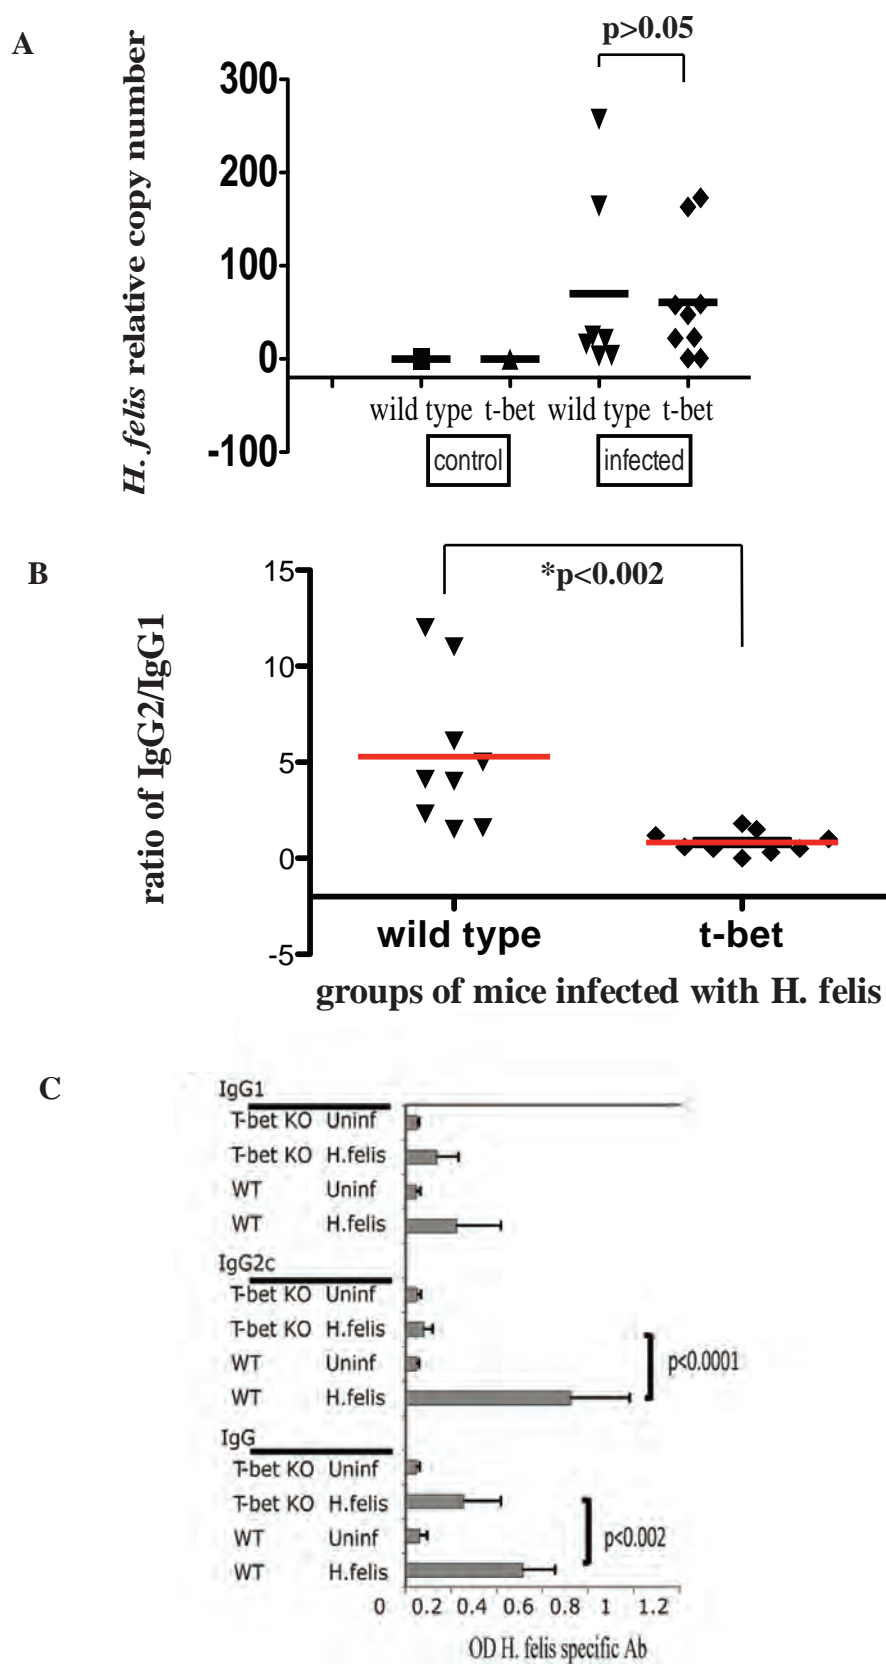 A
p>0.05
H. felis relative copy number
300
200
100
0
-100
wild type t-bet wild type t-bet
control infected
B
*p<0.002
ratio of IgG2/IgG1
15
10
5
0
-5
wild type t-bet
groups of mice infected with H. felis
C
IgG1
T-bet KO Uninf
T-bet KO H.felis
WT Uninf
WT H.felis
IgG2c
T-bet KO Uninf
T-bet KO H.felis
WT Uninf
WT H.felis
p<0.0001
IgG
T-bet KO Uninf
T-bet KO H.felis
WT Uninf
WT H.felis
p<0.002
0 0.2 0.4 0.6 0.8 1 1.2
OD H. felis specific Ab